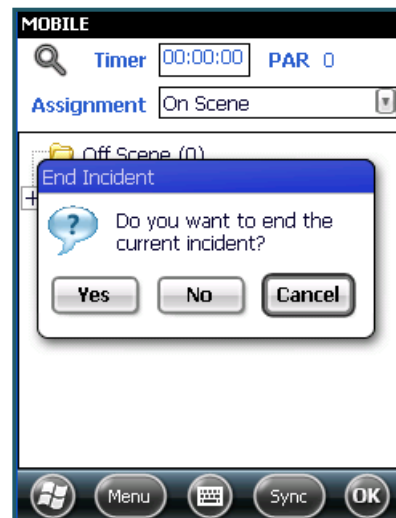 MOBILE
Timer 00:00:00 PAR 0
Assignment On Scene
Off Scene (0)
End Incident
Do you want to end the
current incident?
Yes No Cancel
Menu Sync OK